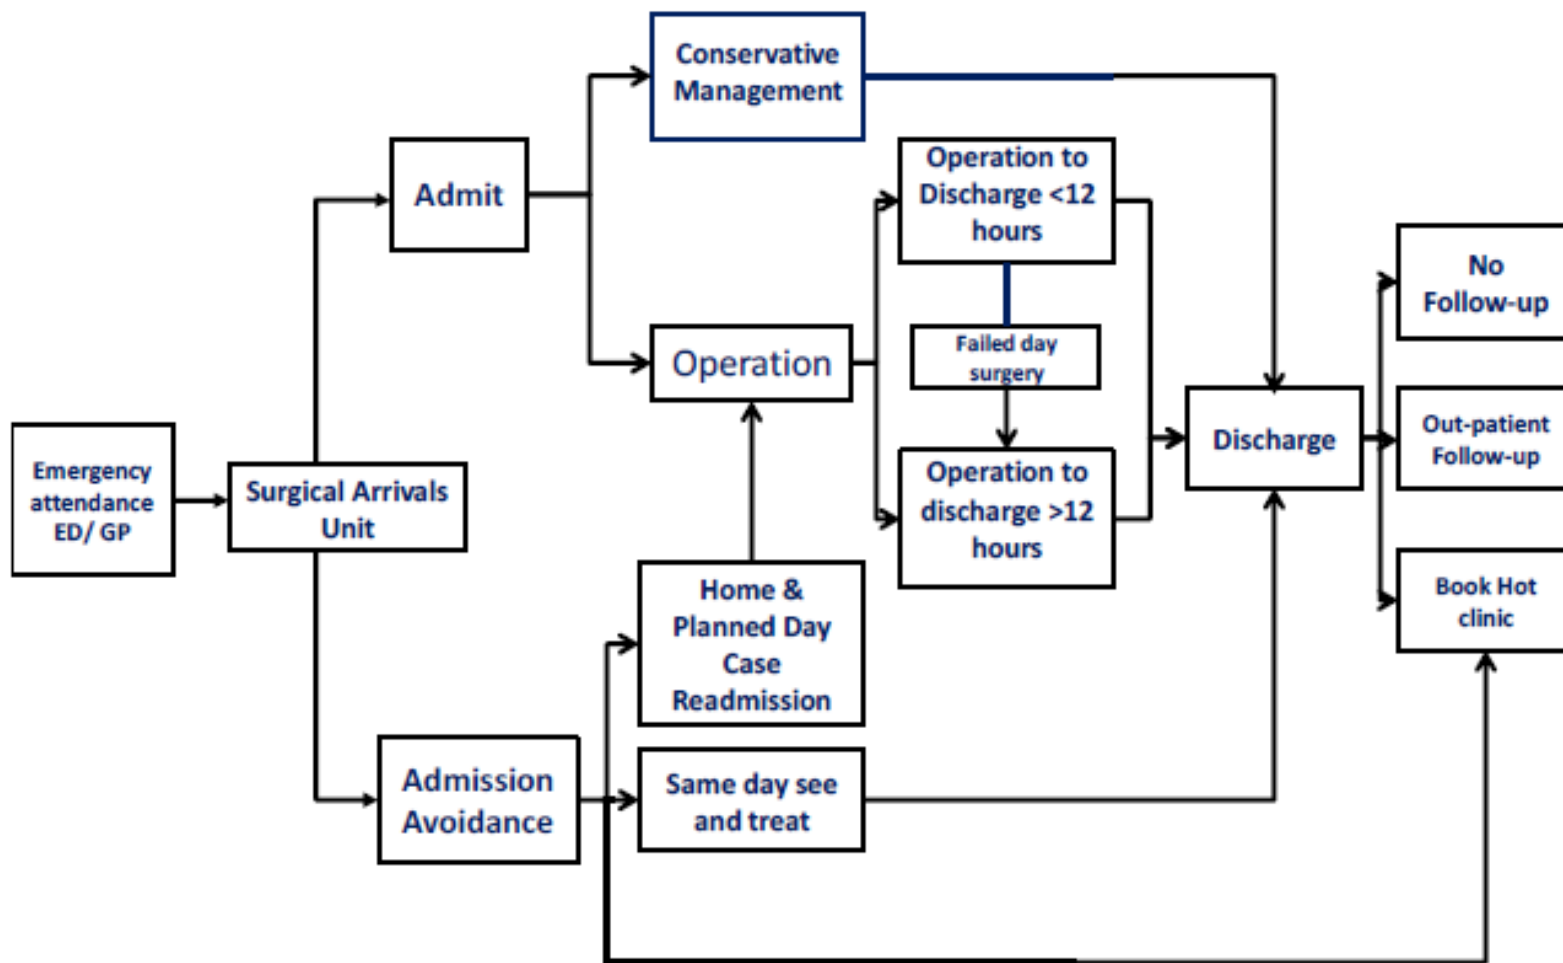 Conservative
Management
Admit
Operation to
Discharge <12
hours
No
Follow-up
Operation
Failed day
surgery
Emergency
attendance
ED/ GP
Surgical Arrivals
Unit
Operation to
discharge >12
hours
Discharge
Out-patient
Follow-up
Home &
Planned Day
Case
Readmission
Book Hot
clinic
Admission
Avoidance
Same day see
and treat